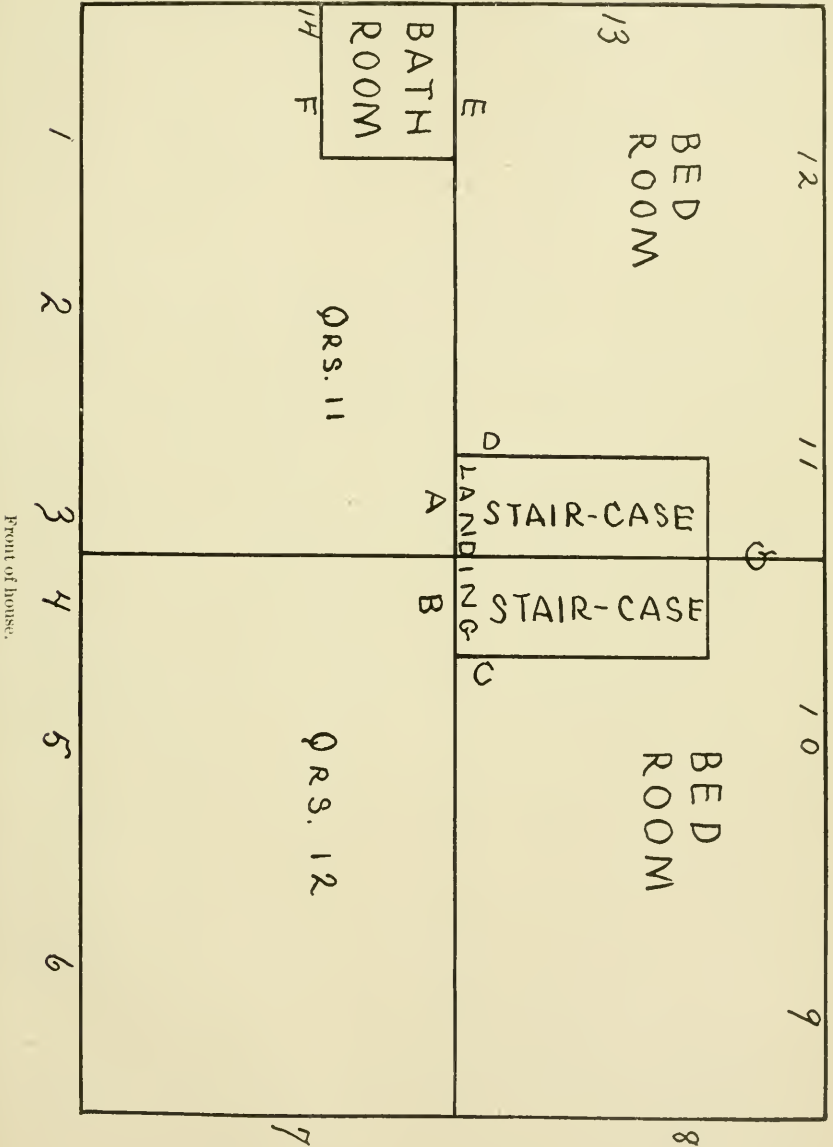 12 11 10 9
G
8
BED
ROOM
BED
ROOM
13
STAIR-CASE
STAIR-CASE
D LANDING C
E
A B
BATH
ROOM
F
14
QRS. 11
QRS. 12
7
1 2 3 4 5 6
Front of house.